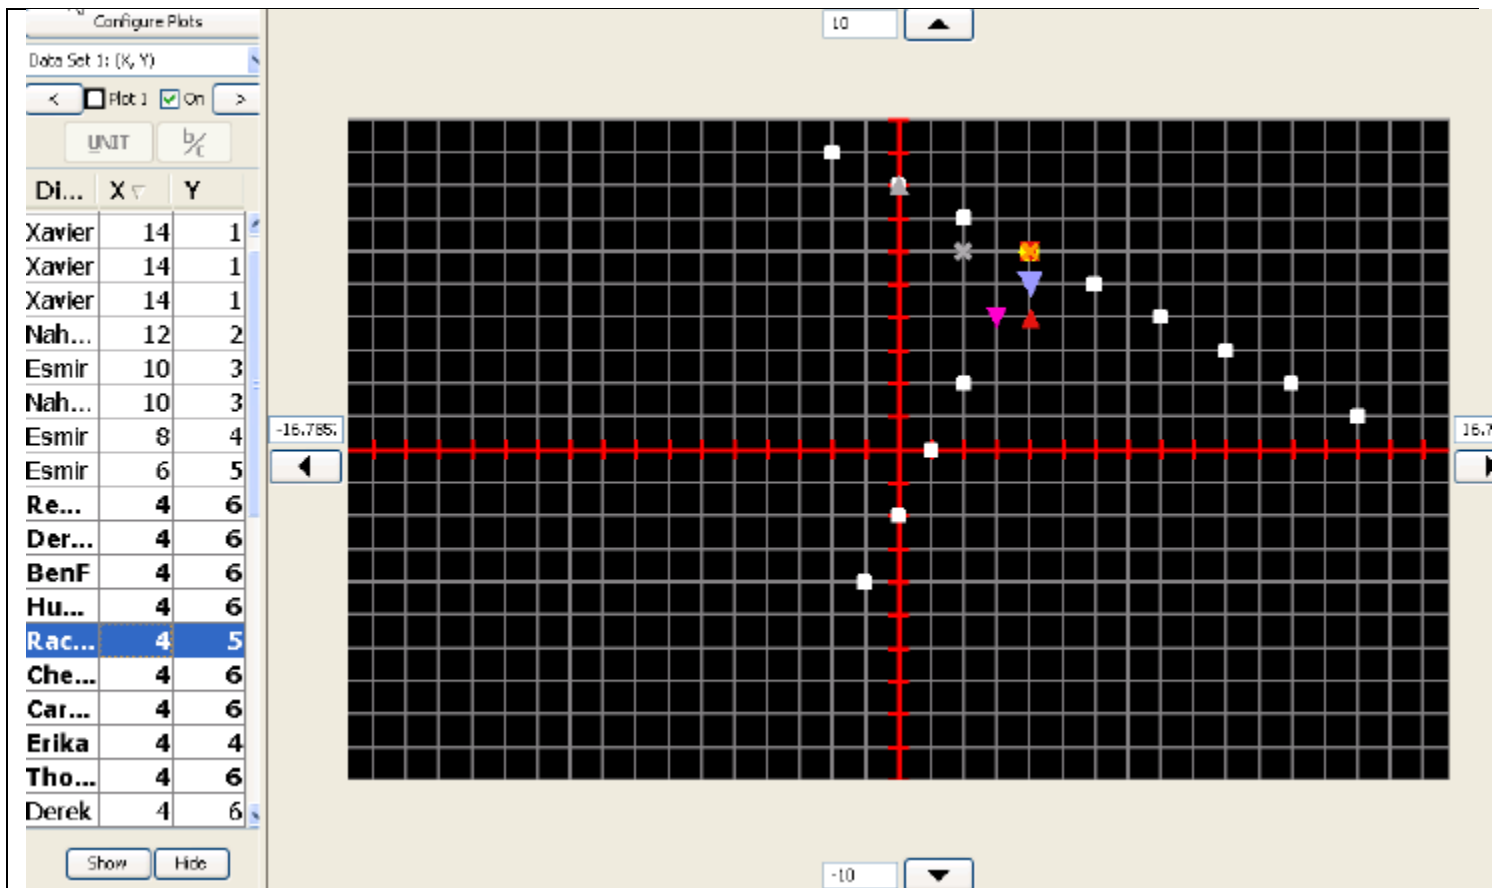 Configure Plots
Data Set 1: (X, Y)
< Plot 1 On >
UNIT b/c
Di... X Y
Xavier 14 1
Xavier 14 1
Xavier 14 1
Nah... 12 2
Esmir 10 3
Nah... 10 3
Esmir 8 4
Esmir 6 5
Re... 4 6
Der... 4 6
BenF 4 6
Hu... 4 6
Rac... 4 5
Che... 4 6
Car... 4 6
Erika 4 4
Tho... 4 6
Derek 4 6
Show Hide
10
-16.785
16.7
-10